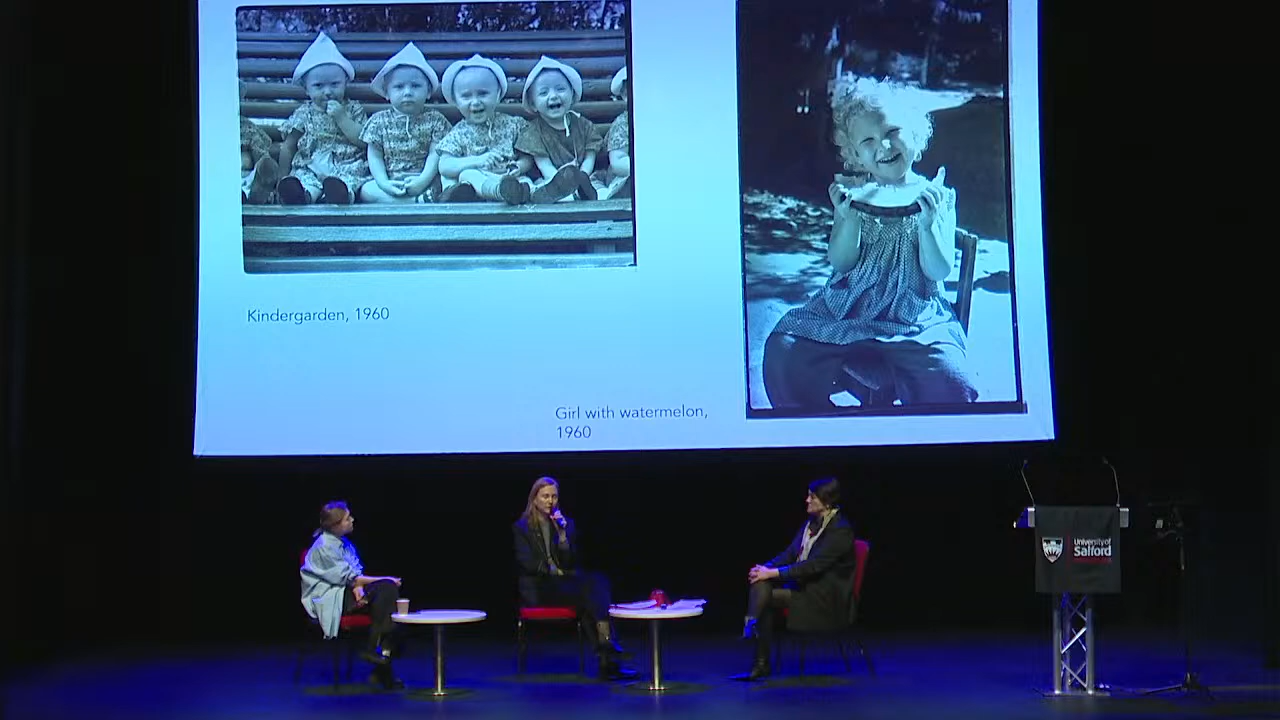 Kindergarden, 1960
Girl with watermelon,
1960
University of
Salford